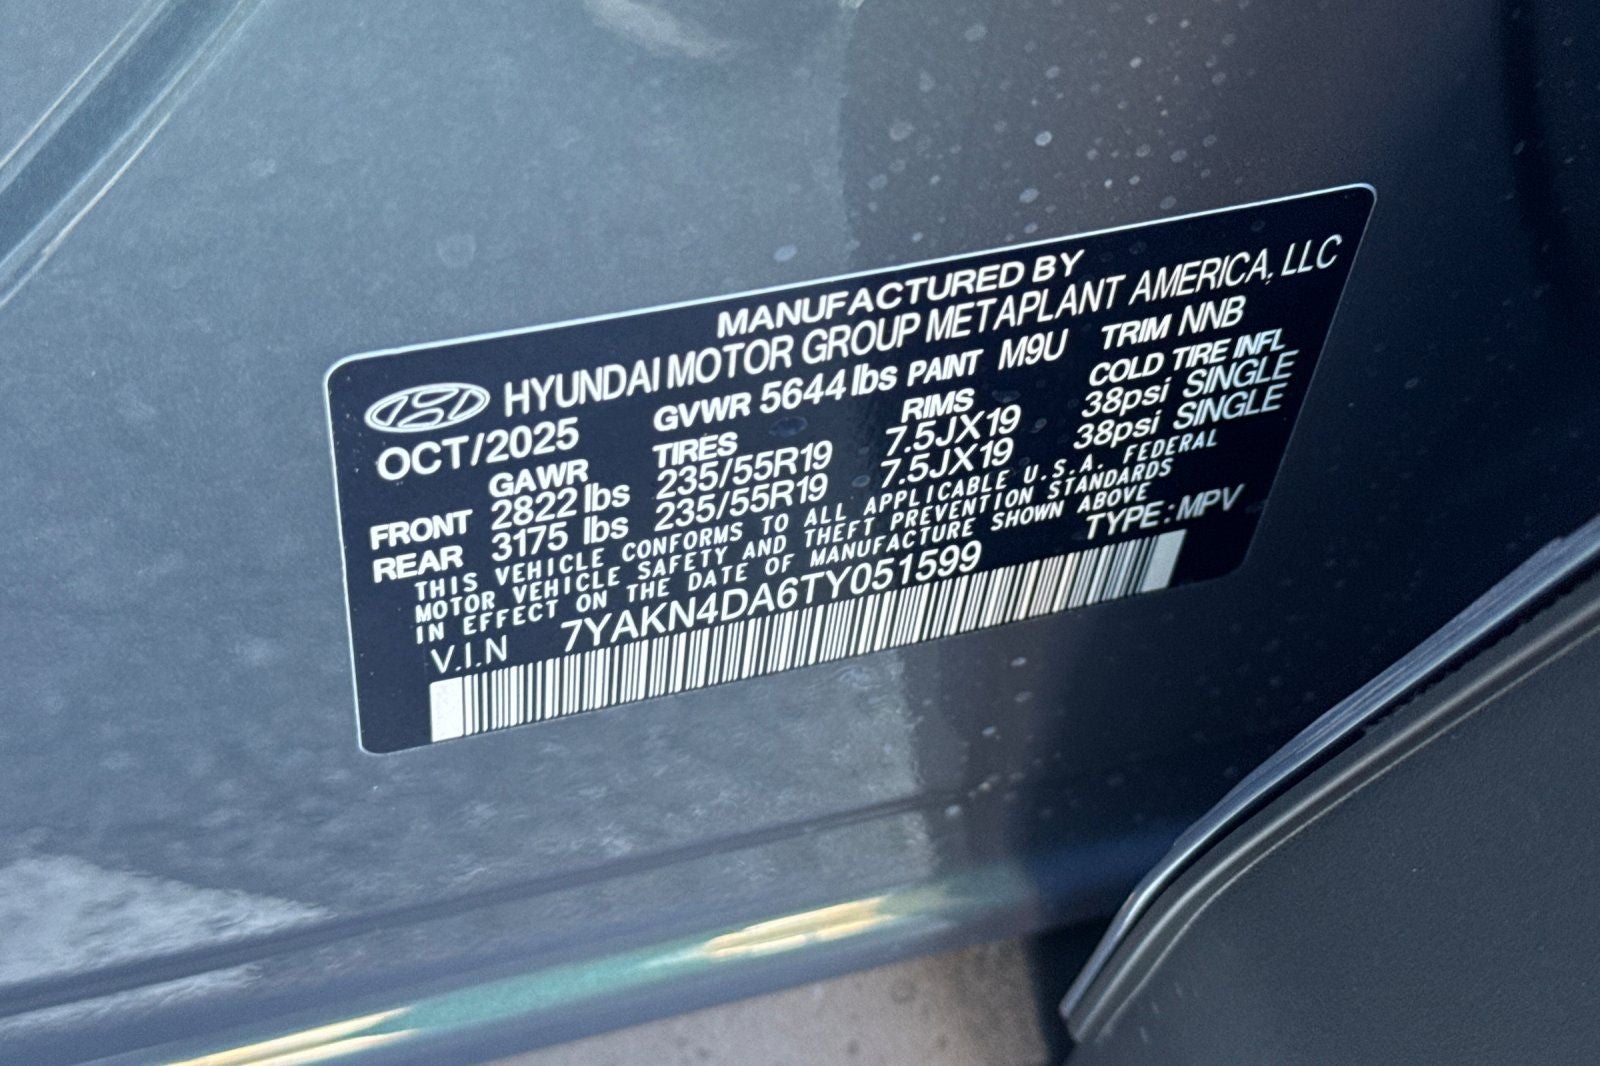 MANUFACTURED BY
HYUNDAI MOTOR GROUP METAPLANT AMERICA, LLC
OCT/2025 GVWR 5644 lbs PAINT M9U TRIM NNB
GAWR TIRES RIMS COLD TIRE INFL
FRONT 2822 lbs 235/55R19 7.5JX19 38psi SINGLE
REAR 3175 lbs 235/55R19 7.5JX19 38psi SINGLE
THIS VEHICLE CONFORMS TO ALL APPLICABLE U.S.A. FEDERAL
MOTOR VEHICLE SAFETY AND THEFT PREVENTION STANDARDS
IN EFFECT ON THE DATE OF MANUFACTURE SHOWN ABOVE
V.I.N 7YAKN4DA6TY051599 TYPE: MPV